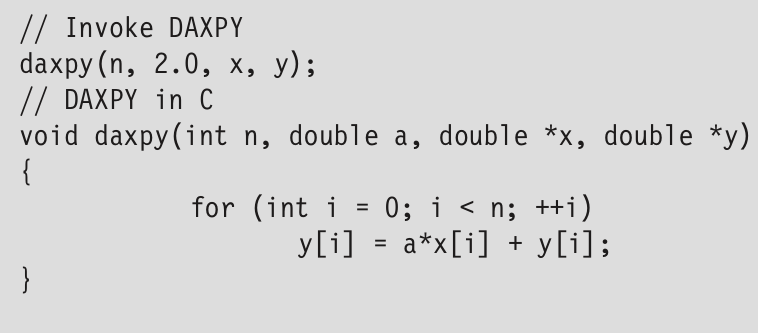 // Invoke DAXPY
daxpy(n, 2.0, x, y);
// DAXPY in C
void daxpy(int n, double a, double *x, double *y)
{
for (int i = 0; i < n; ++i)
y[i] = a*x[i] + y[i];
}